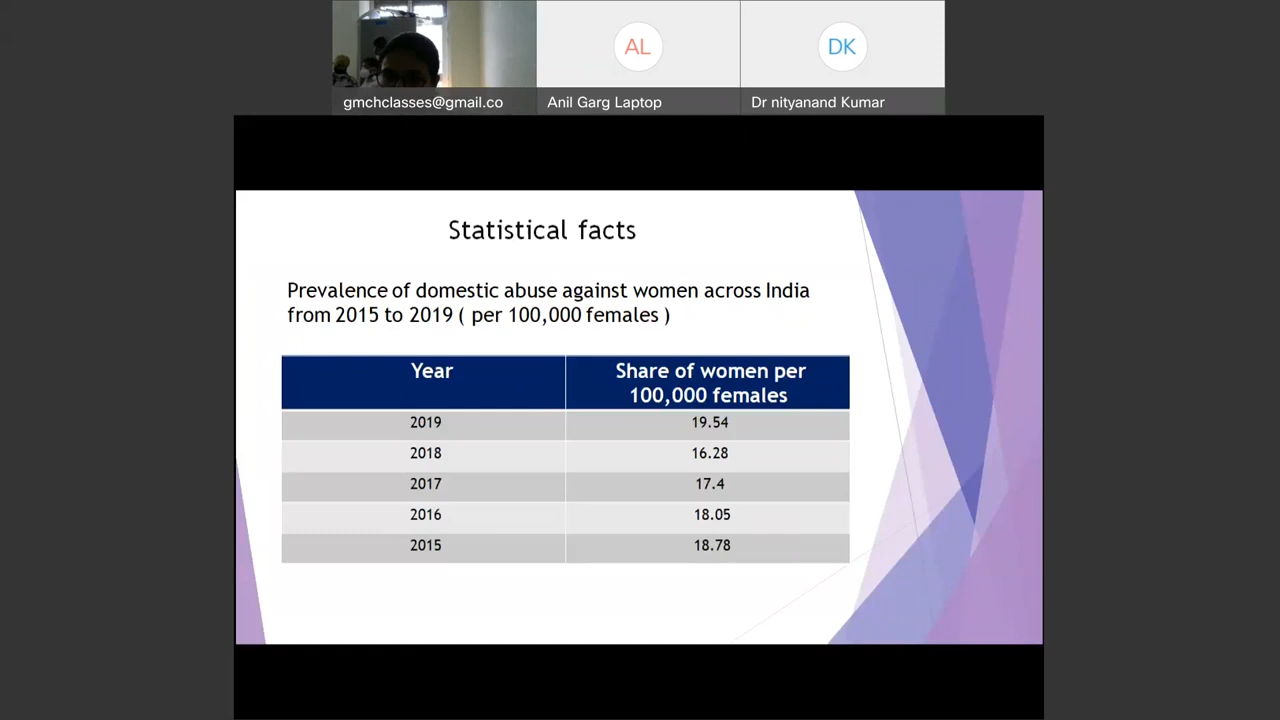 AL
DK
gmchclasses@gmail.co
Anil Garg Laptop
Dr nityanand Kumar
Statistical facts
Prevalence of domestic abuse against women across India
from 2015 to 2019 ( per 100,000 females )
Year
Share of women per
100,000 females
2019 19.54
2018 16.28
2017 17.4
2016 18.05
2015 18.78